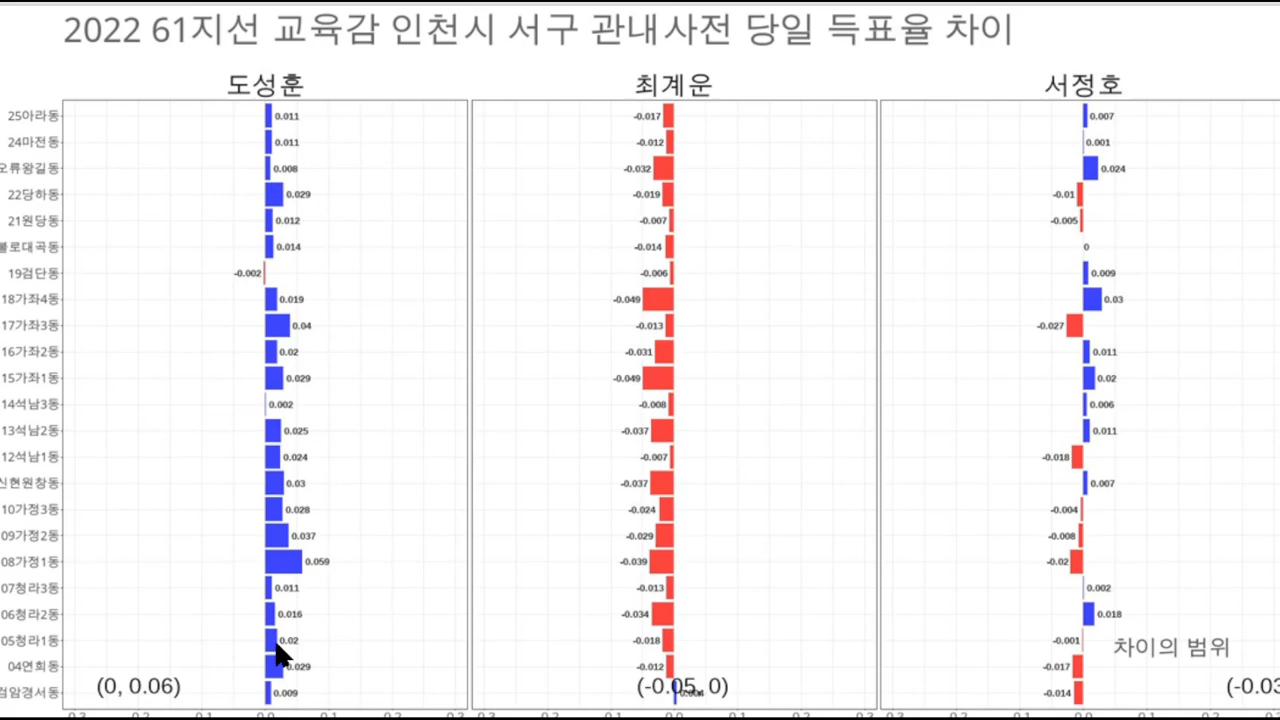 2022 61지선 교육감 인천시 서구 관내사전 당일 득표율 차이
도성훈 최계운 서정호
25아라동 0.011 -0.017 0.007
24마전동 0.011 -0.012 0.001
오류왕길동 0.008 -0.032 0.024
22당하동 0.029 -0.019 -0.01
21원당동 0.012 -0.007 -0.005
불로대곡동 0.014 -0.014 0
19검단동 -0.002 -0.006 0.009
18가좌4동 0.019 -0.049 0.03
17가좌3동 0.04 -0.013 -0.027
16가좌2동 0.02 -0.031 0.011
15가좌1동 0.029 -0.049 0.02
14석남3동 0.002 -0.008 0.006
13석남2동 0.025 -0.037 0.011
12석남1동 0.024 -0.007 -0.018
신현원창동 0.03 -0.037 0.007
10가정3동 0.028 -0.024 -0.004
09가정2동 0.037 -0.029 -0.008
08가정1동 0.059 -0.039 -0.02
07청라3동 0.011 -0.013 0.002
06청라2동 0.016 -0.034 0.018
05청라1동 0.02 -0.018 -0.001
차이의 범위
04연희동 0.029 -0.012 -0.017
검암경서동 0.009 -0.014
(0, 0.06) (-0.05, 0) (-0.03